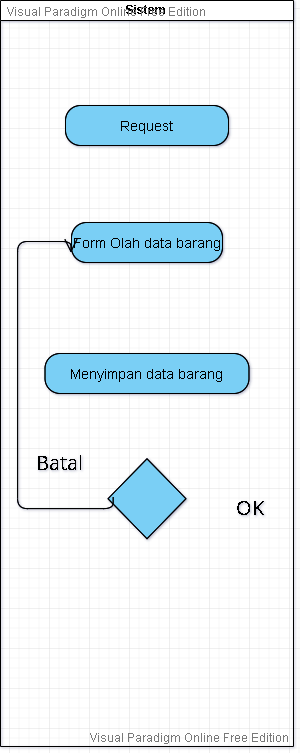 Sistem
Visual Paradigm Online Free Edition
Request
Form Olah data barang
Menyimpan data barang
Batal
OK
Visual Paradigm Online Free Edition